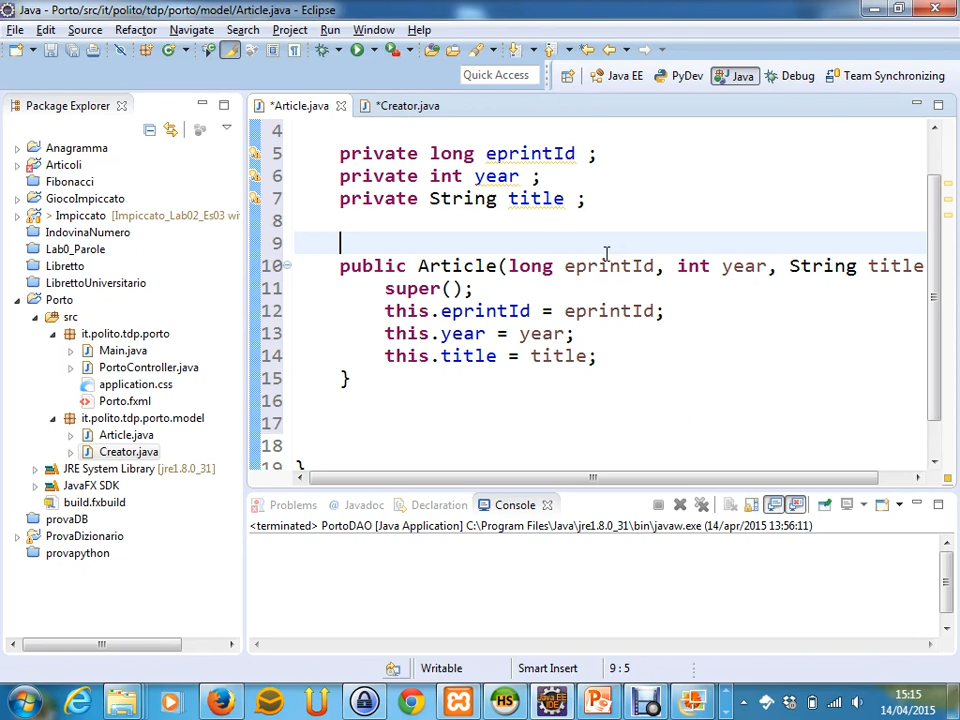 Java - Porto/src/it/polito/tdp/porto/model/Article.java - Eclipse
File Edit Source Refactor Navigate Search Project Run Window Help
Quick Access Java EE PyDev Java Debug Team Synchronizing
Package Explorer
*Article.java *Creator.java
Anagramma
Articoli
Fibonacci
GiocoImpiccato
> Impiccato [Impiccato_Lab02_Es03 wi
IndovinaNumero
Lab0_Parole
Libretto
LibrettoUniversitario
Porto
src
it.polito.tdp.porto
Main.java
PortoController.java
application.css
Porto.fxml
it.polito.tdp.porto.model
Article.java
Creator.java
JRE System Library [jre1.8.0_31]
JavaFX SDK
build.fxbuild
provaDB
ProvaDizionario
provapython
4
5 private long eprintId ;
6 private int year ;
7 private String title ;
8
9
10 public Article(long eprintId, int year, String title
11 super();
12 this.eprintId = eprintId;
13 this.year = year;
14 this.title = title;
15 }
16
17
18
19 }
Problems Javadoc Declaration Console
<terminated> PortoDAO [Java Application] C:\Program Files\Java\jre1.8.0_31\bin\javaw.exe (14/apr/2015 13:56:11)
Writable Smart Insert 9 : 5
HS
Java EE
IDE
15:15
14/04/2015